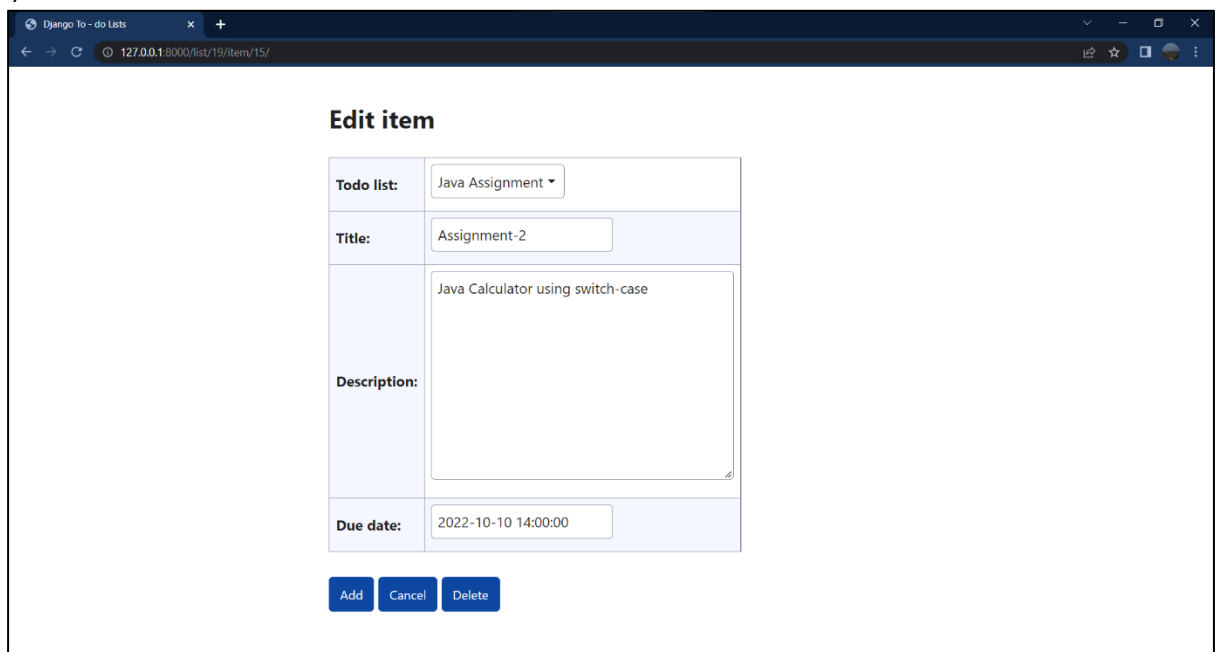 Django To - do Lists
127.0.0.1:8000/list/19/item/15/
Edit item
Todo list: Java Assignment
Title: Assignment-2
Java Calculator using switch-case
Description:
Due date: 2022-10-10 14:00:00
Add Cancel Delete